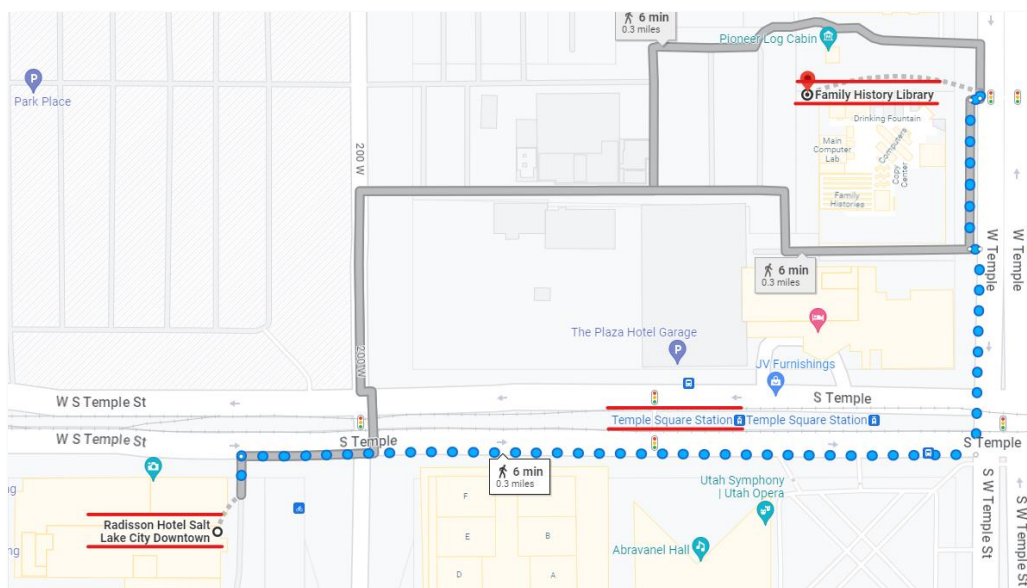 6 min
0.3 miles
Pioneer Log Cabin
Park Place
Family History Library
Drinking Fountain
Main
Computer
Lab
Computers
Copy
Center
Family
Histories
200 W
W Temple
W Temple
6 min
0.3 miles
The Plaza Hotel Garage
JV Furnishings
200 W
W S Temple St
S Temple
Temple Square Station
Temple Square Station
W S Temple St
S Temple
S Temple
6 min
0.3 miles
Utah Symphony
| Utah Opera
S W Temple St
S W Temple St
Radisson Hotel Salt
Lake City Downtown
Abravanel Hall
F
E
D
B
A
P
P